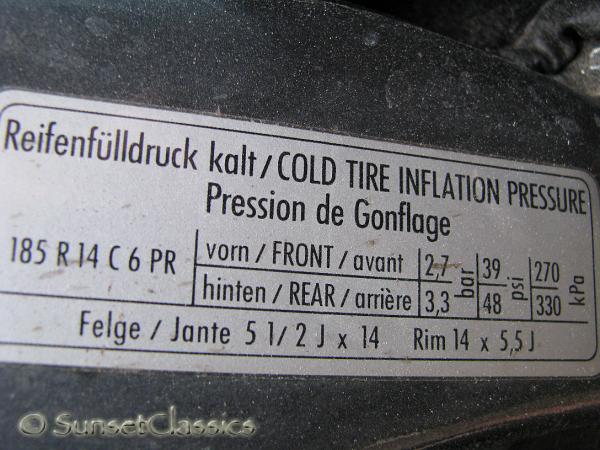 Reifenfülldruck kalt/COLD TIRE INFLATION PRESSURE
Pression de Gonflage
185 R 14 C 6 PR
vorn / FRONT / avant 2,7 39 270
hinten / REAR / arrière 3,3 48 330
bar psi kPa
Felge / Jante 5 1/2 J x 14 Rim 14 x 5,5 J
© SunsetClassics